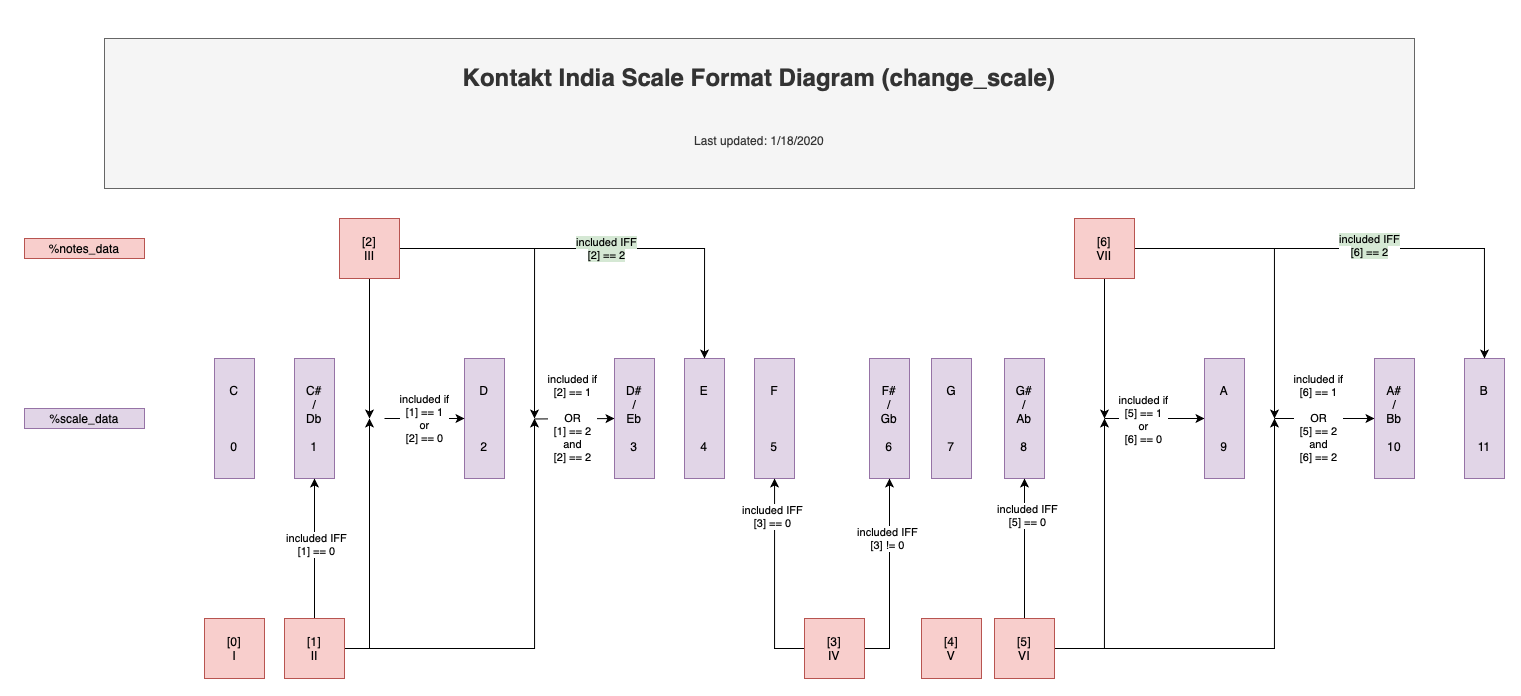 Kontakt India Scale Format Diagram (change_scale)
Last updated: 1/18/2020
%notes_data
[2]
III
included IFF
[2] == 2
[6]
VII
included IFF
[6] == 2
%scale_data
C
0
C#
/
Db
1
included if
[1] == 1
or
[2] == 0
D
2
included if
[2] == 1
OR
[1] == 2
and
[2] == 2
D#
/
Eb
3
E
4
F
5
F#
/
Gb
6
G
7
G#
/
Ab
8
included if
[5] == 1
or
[6] == 0
A
9
included if
[6] == 1
OR
[5] == 2
and
[6] == 2
A#
/
Bb
10
B
11
included IFF
[1] == 0
included IFF
[3] == 0
included IFF
[3] != 0
included IFF
[5] == 0
[0]
I
[1]
II
[3]
IV
[4]
V
[5]
VI